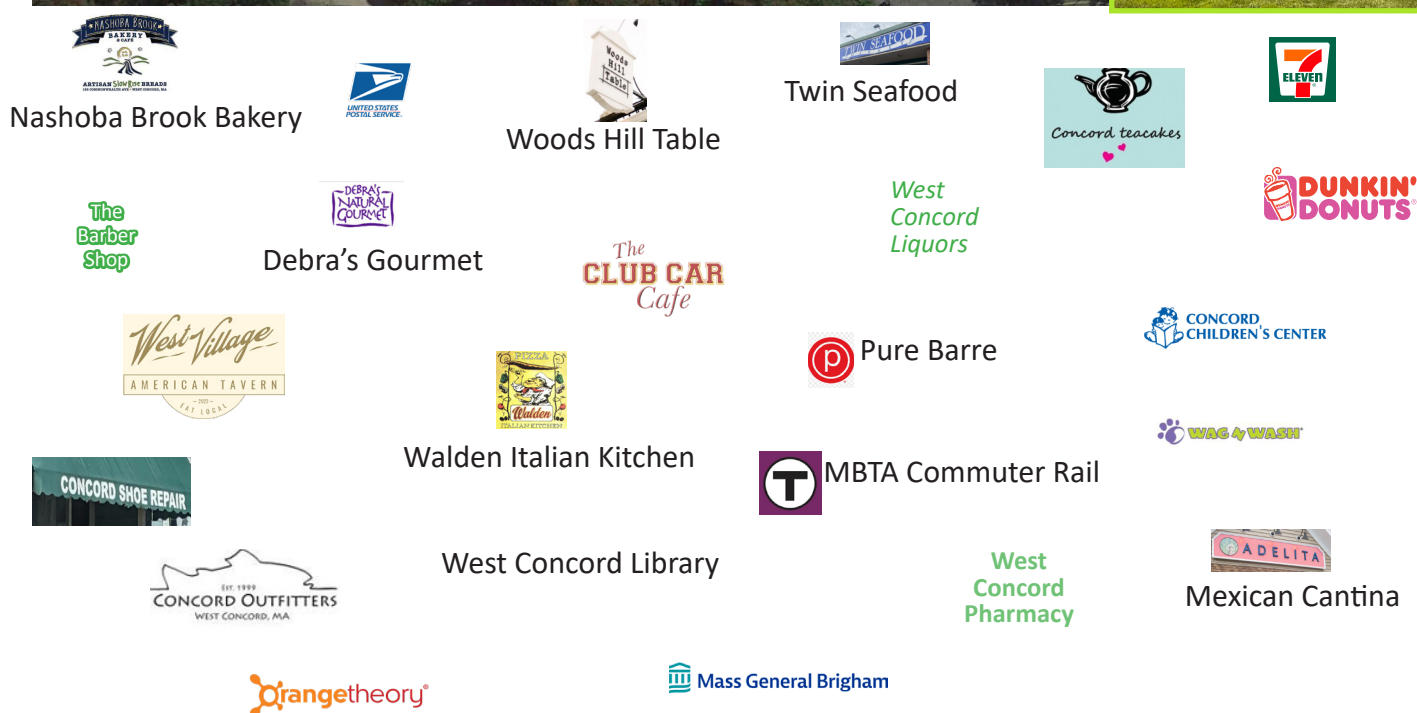 NASHOBA BROOK
BAKERY
& CAFÉ
ARTISAN Slow Rise BREADS
Nashoba Brook Bakery
UNITED STATES
POSTAL SERVICE.
Woods
Hill
Table
Woods Hill Table
TWIN SEAFOOD
Twin Seafood
Concord teacakes
7
ELEVEN
The
Barber
Shop
DEBRA'S
NATURAL
GOURMET
Debra's Gourmet
The
CLUB CAR
Cafe
West
Concord
Liquors
DUNKIN'
DONUTS
West Village
AMERICAN TAVERN
EAT LOCAL
PIZZA
Walden
ITALIAN KITCHEN
Walden Italian Kitchen
p
Pure Barre
CONCORD
CHILDREN'S CENTER
WAG N WASH
CONCORD SHOE REPAIR
T
MBTA Commuter Rail
EST. 1999
CONCORD OUTFITTERS
WEST CONCORD, MA
West Concord Library
West
Concord
Pharmacy
ADELITA
Mexican Cantina
Orangetheory®
Mass General Brigham